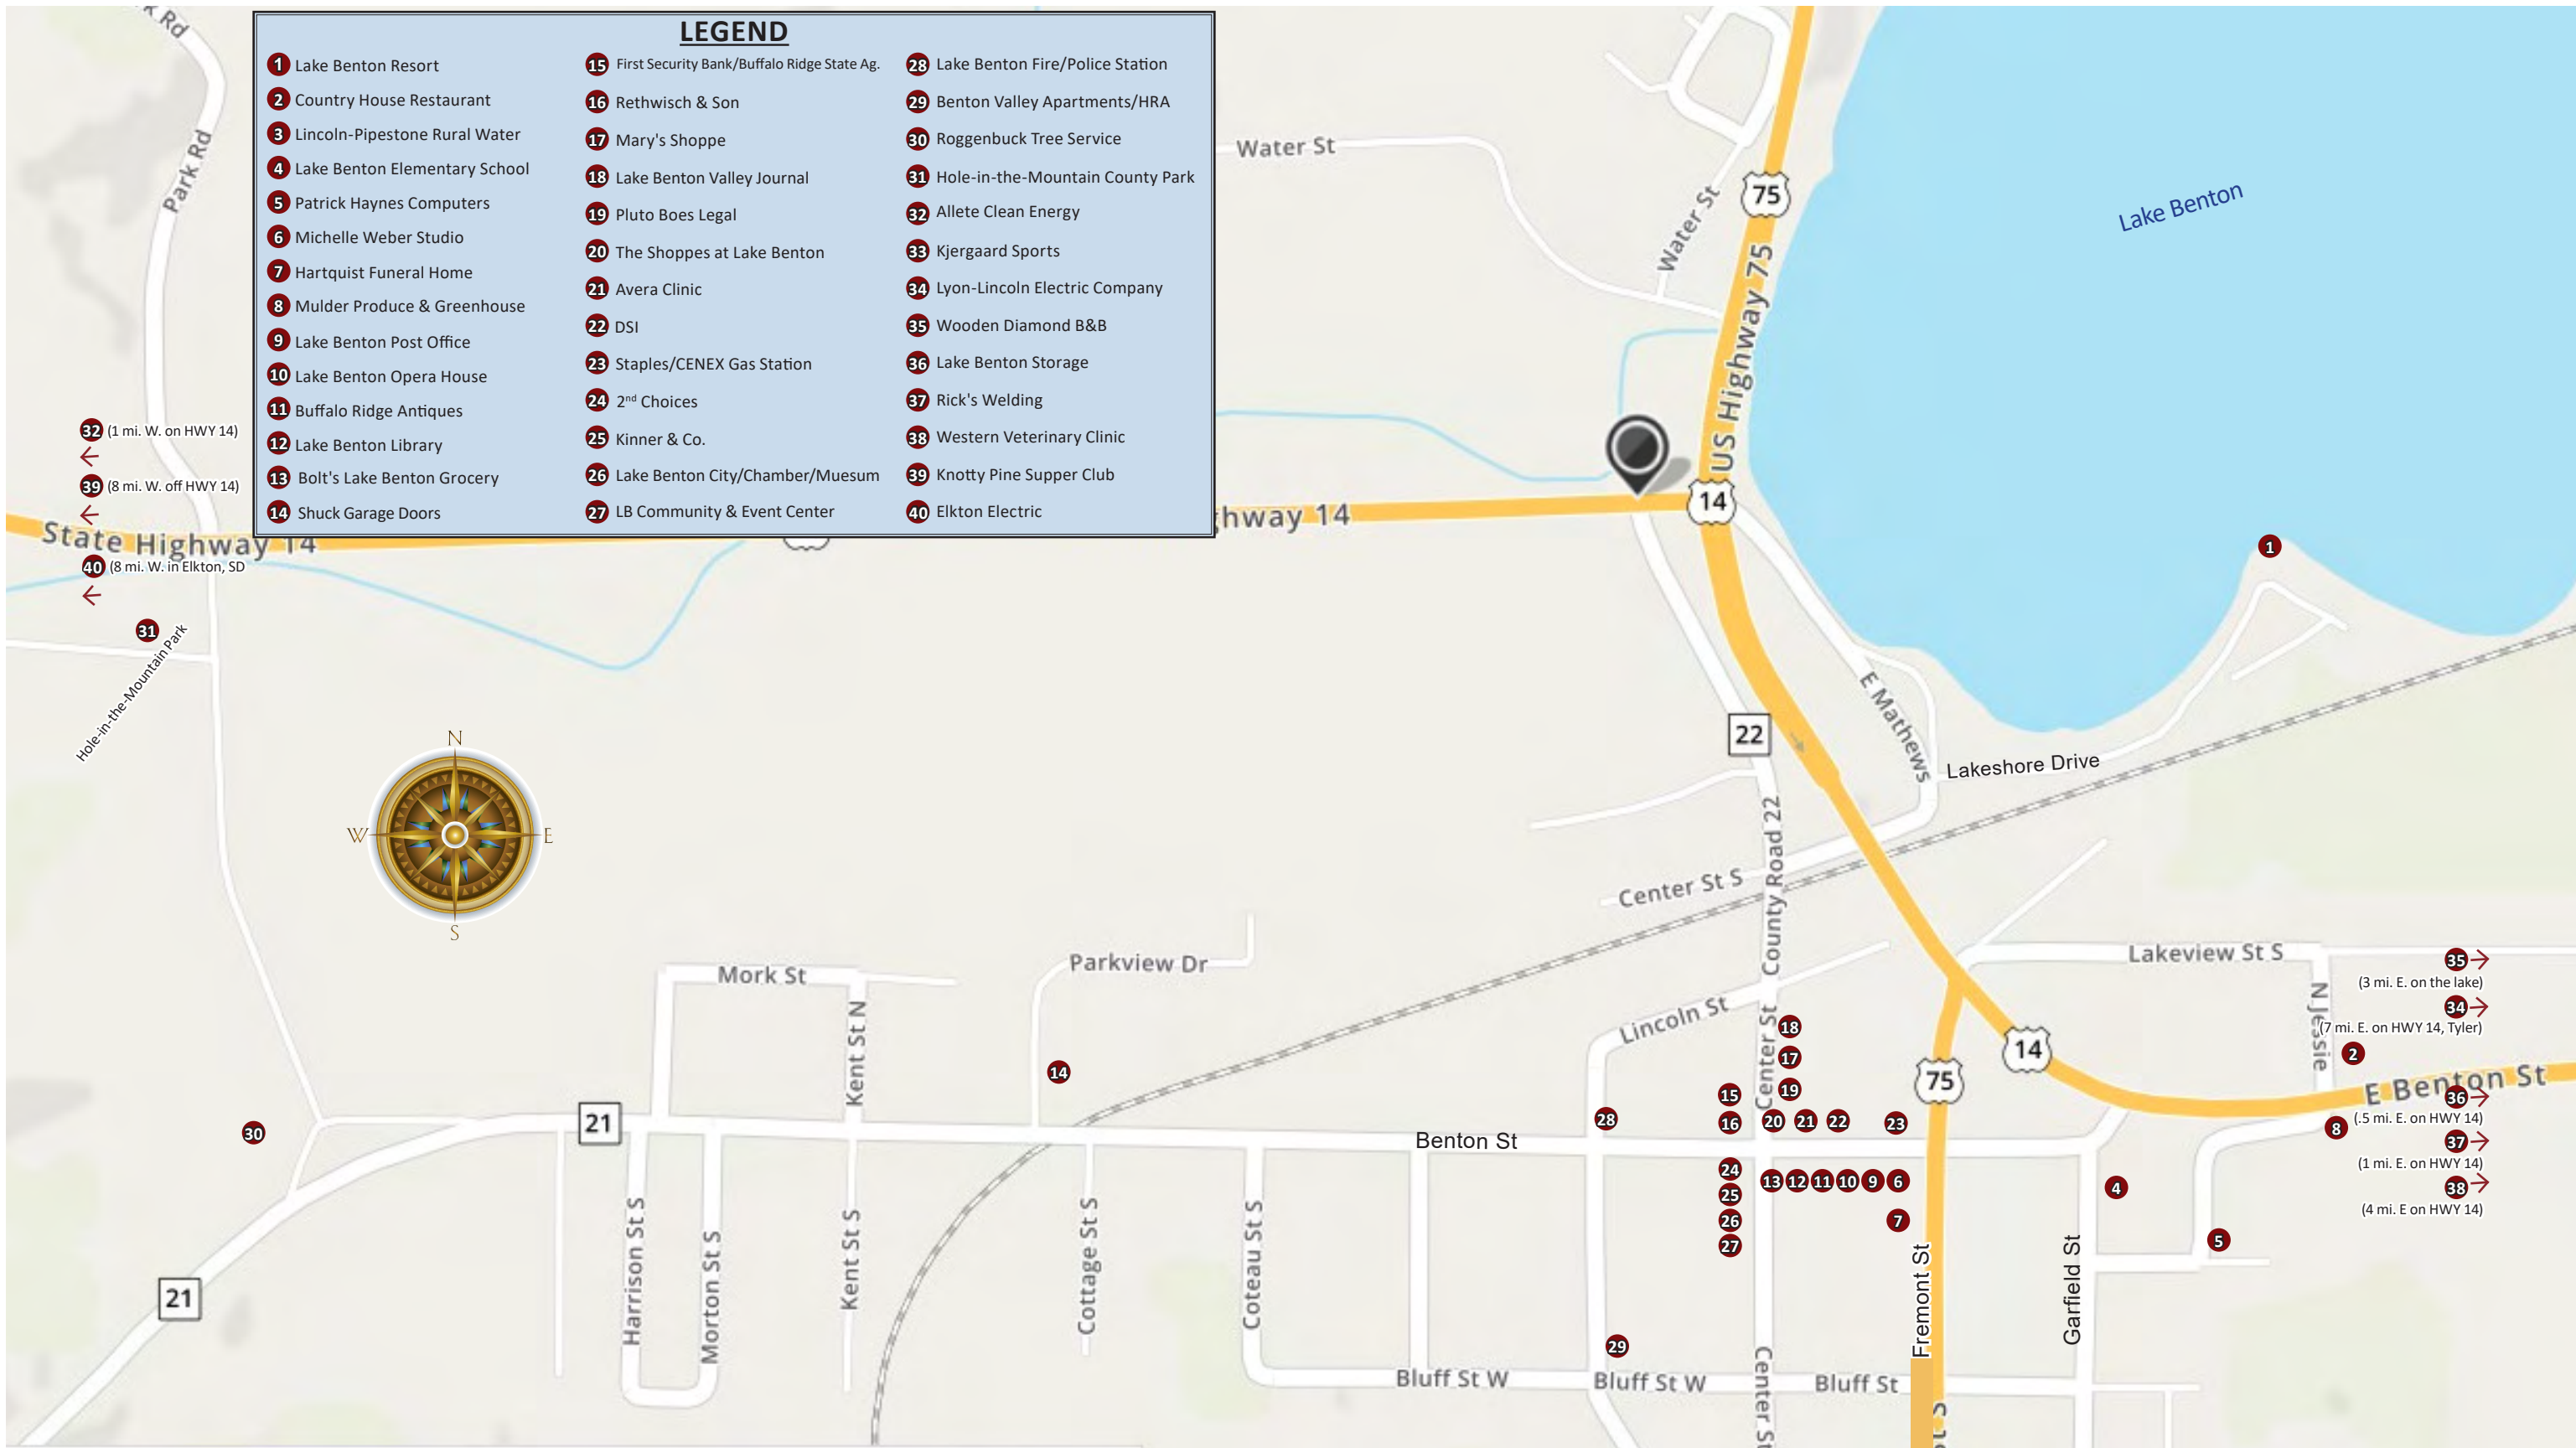 LEGEND
1 Lake Benton Resort
2 Country House Restaurant
3 Lincoln-Pipestone Rural Water
4 Lake Benton Elementary School
5 Patrick Haynes Computers
6 Michelle Weber Studio
7 Hartquist Funeral Home
8 Mulder Produce & Greenhouse
9 Lake Benton Post Office
10 Lake Benton Opera House
11 Buffalo Ridge Antiques
12 Lake Benton Library
13 Bolt's Lake Benton Grocery
14 Shuck Garage Doors
15 First Security Bank/Buffalo Ridge State Ag.
16 Rethwisch & Son
17 Mary's Shoppe
18 Lake Benton Valley Journal
19 Pluto Boes Legal
20 The Shoppes at Lake Benton
21 Avera Clinic
22 DSI
23 Staples/CENEX Gas Station
24 2nd Choices
25 Kinner & Co.
26 Lake Benton City/Chamber/Muesum
27 LB Community & Event Center
28 Lake Benton Fire/Police Station
29 Benton Valley Apartments/HRA
30 Roggenbuck Tree Service
31 Hole-in-the-Mountain County Park
32 Allete Clean Energy
33 Kjergaard Sports
34 Lyon-Lincoln Electric Company
35 Wooden Diamond B&B
36 Lake Benton Storage
37 Rick's Welding
38 Western Veterinary Clinic
39 Knotty Pine Supper Club
40 Elkton Electric
k Rd
Park Rd
Water St
Water St
75
US Highway 75
Lake Benton
32 (1 mi. W. on HWY 14)
39 (8 mi. W. off HWY 14)
State Highway 14
ghway 14
14
40 (8 mi. W. in Elkton, SD
1
31
Hole-in-the-Mountain Park
N
W
E
S
22
E Mathews
Lakeshore Drive
County Road 22
Center St S
Mork St
Parkview Dr
Lakeview St S
35
(3 mi. E. on the lake)
34
(7 mi. E. on HWY 14, Tyler)
N Jessie
2
Kent St N
Lincoln St
Center St
18
17
19
15
16
20
21
22
23
28
14
75
14
E Benton St
36
(.5 mi. E. on HWY 14)
8
37
(1 mi. E. on HWY 14)
38
(4 mi. E on HWY 14)
30
21
Benton St
24
25
26
27
13
12
11
10
9
6
7
4
5
21
Harrison St S
Morton St S
Kent St S
Cottage St S
Coteau St S
Fremont St
Garfield St
29
Bluff St W
Bluff St W
Bluff St
Center St